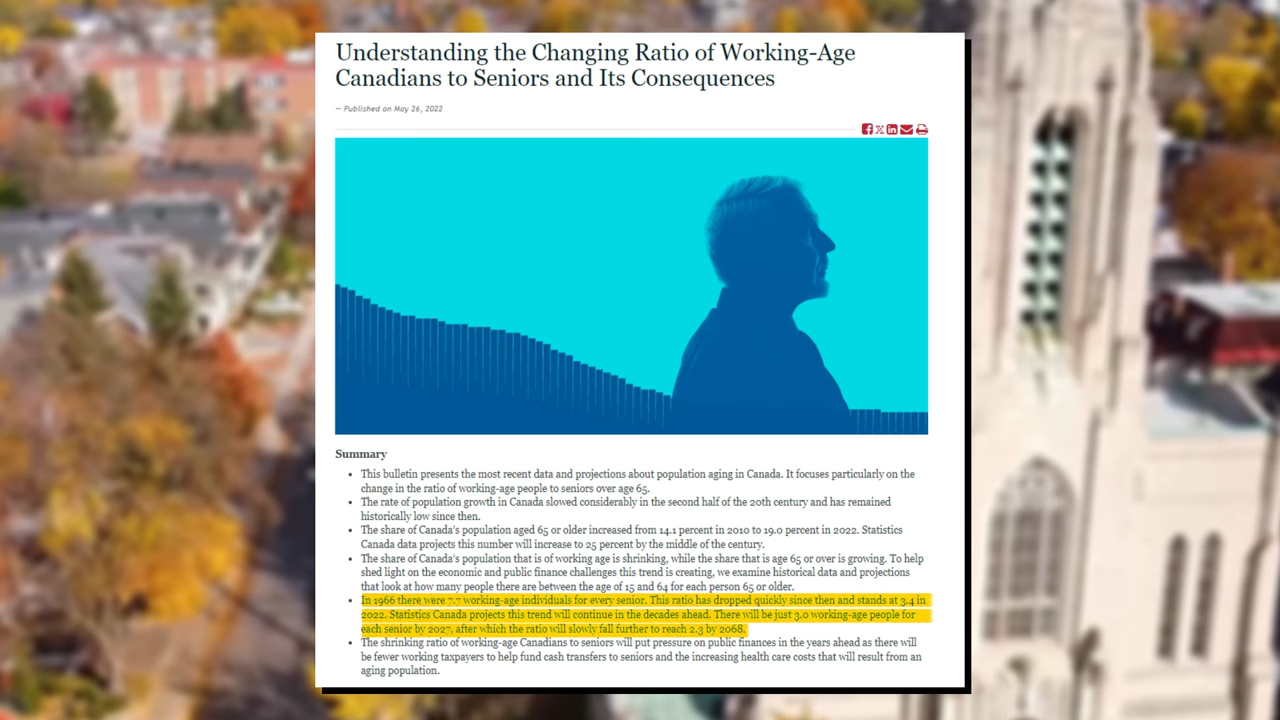 Understanding the Changing Ratio of Working-Age
Canadians to Seniors and Its Consequences
— Published on May 26, 2022
Summary
• This bulletin presents the most recent data and projections about population aging in Canada. It focuses particularly on the
change in the ratio of working-age people to seniors over age 65.
• The rate of population growth in Canada slowed considerably in the second half of the 20th century and has remained
historically low since then.
• The share of Canada's population aged 65 or older increased from 14.1 percent in 2010 to 19.0 percent in 2022. Statistics
Canada data projects this number will increase to 25 percent by the middle of the century.
• The share of Canada's population that is of working age is shrinking, while the share that is age 65 or over is growing. To help
shed light on the economic and public finance challenges this trend is creating, we examine historical data and projections
that look at how many people there are between the age of 15 and 64 for each person 65 or older.
• In 1966 there were 7.7 working-age individuals for every senior. This ratio has dropped quickly since then and stands at 3.4 in
2022. Statistics Canada projects this trend will continue in the decades ahead. There will be just 3.0 working-age people for
each senior by 2027, after which the ratio will slowly fall further to reach 2.3 by 2068.
• The shrinking ratio of working-age Canadians to seniors will put pressure on public finances in the years ahead as there will
be fewer working taxpayers to help fund cash transfers to seniors and the increasing health care costs that will result from an
aging population.